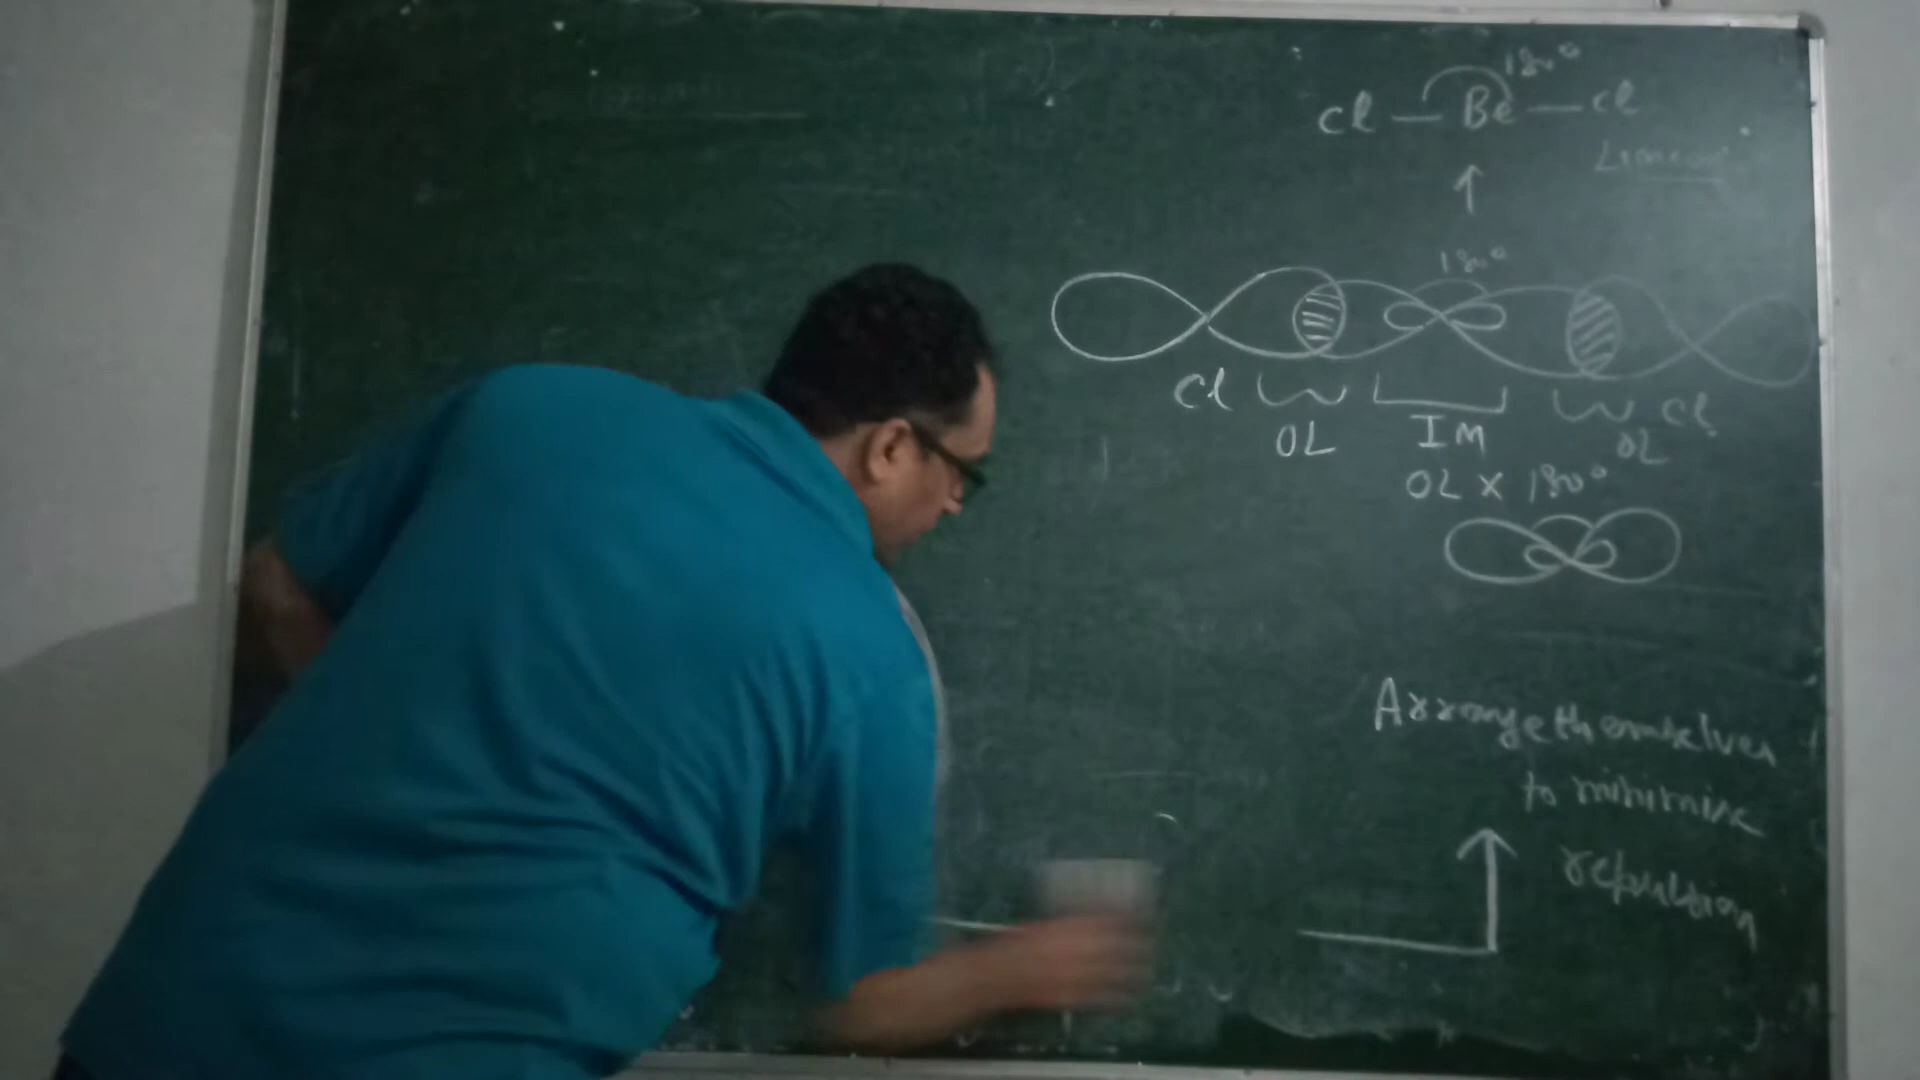 180°
Cl — Be — Cl
Linear
180°
Cl OL IM OL Cl
OL X 180°
Arrange themselves
to minimise
repulsion